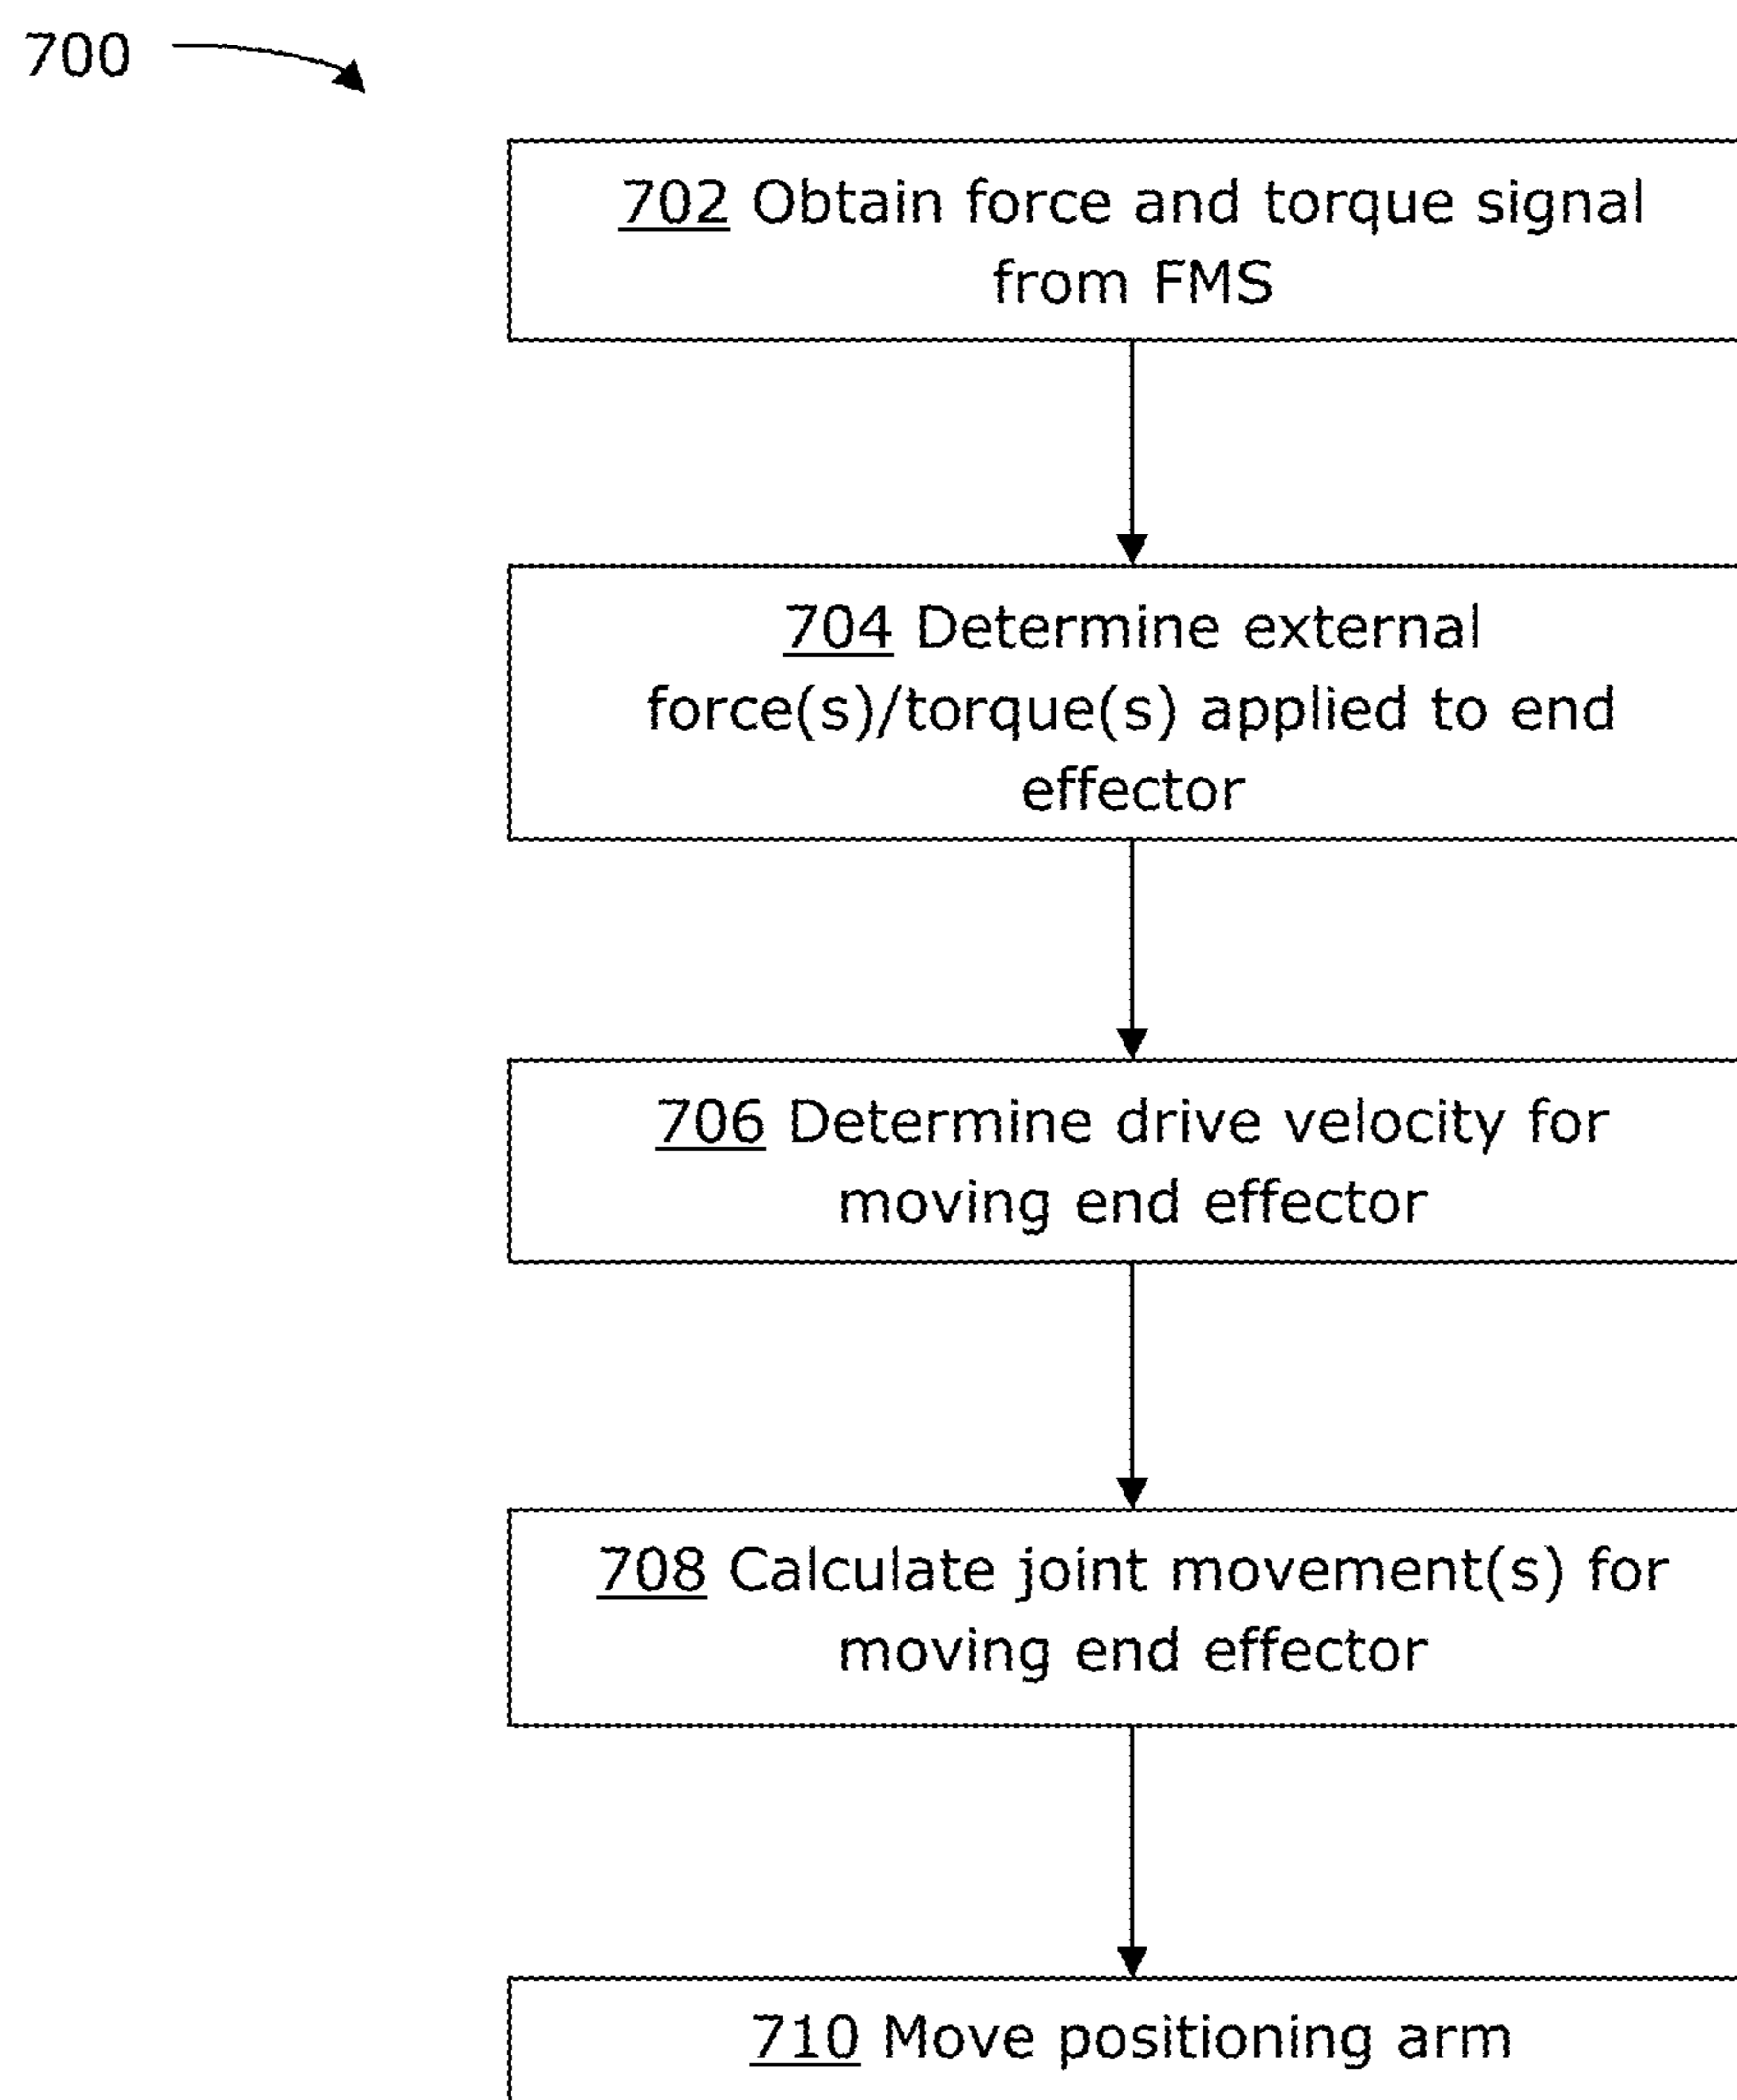 700
702 Obtain force and torque signal
from FMS
704 Determine external
force(s)/torque(s) applied to end
effector
706 Determine drive velocity for
moving end effector
708 Calculate joint movement(s) for
moving end effector
710 Move positioning arm